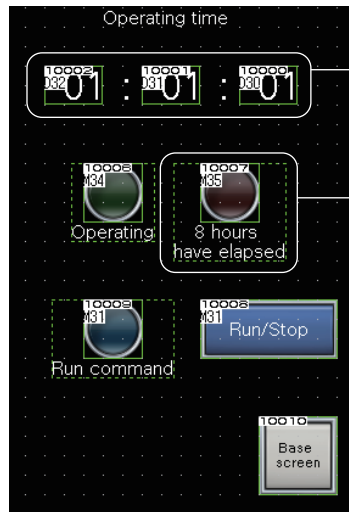 Operating time
10002 10001 10000
D32 01 : D31 01 : D30 01
10006 10007
M34 M35
Operating 8 hours
have elapsed
10009 10008
M31 M31
Run/Stop
Run command
10010
Base
screen